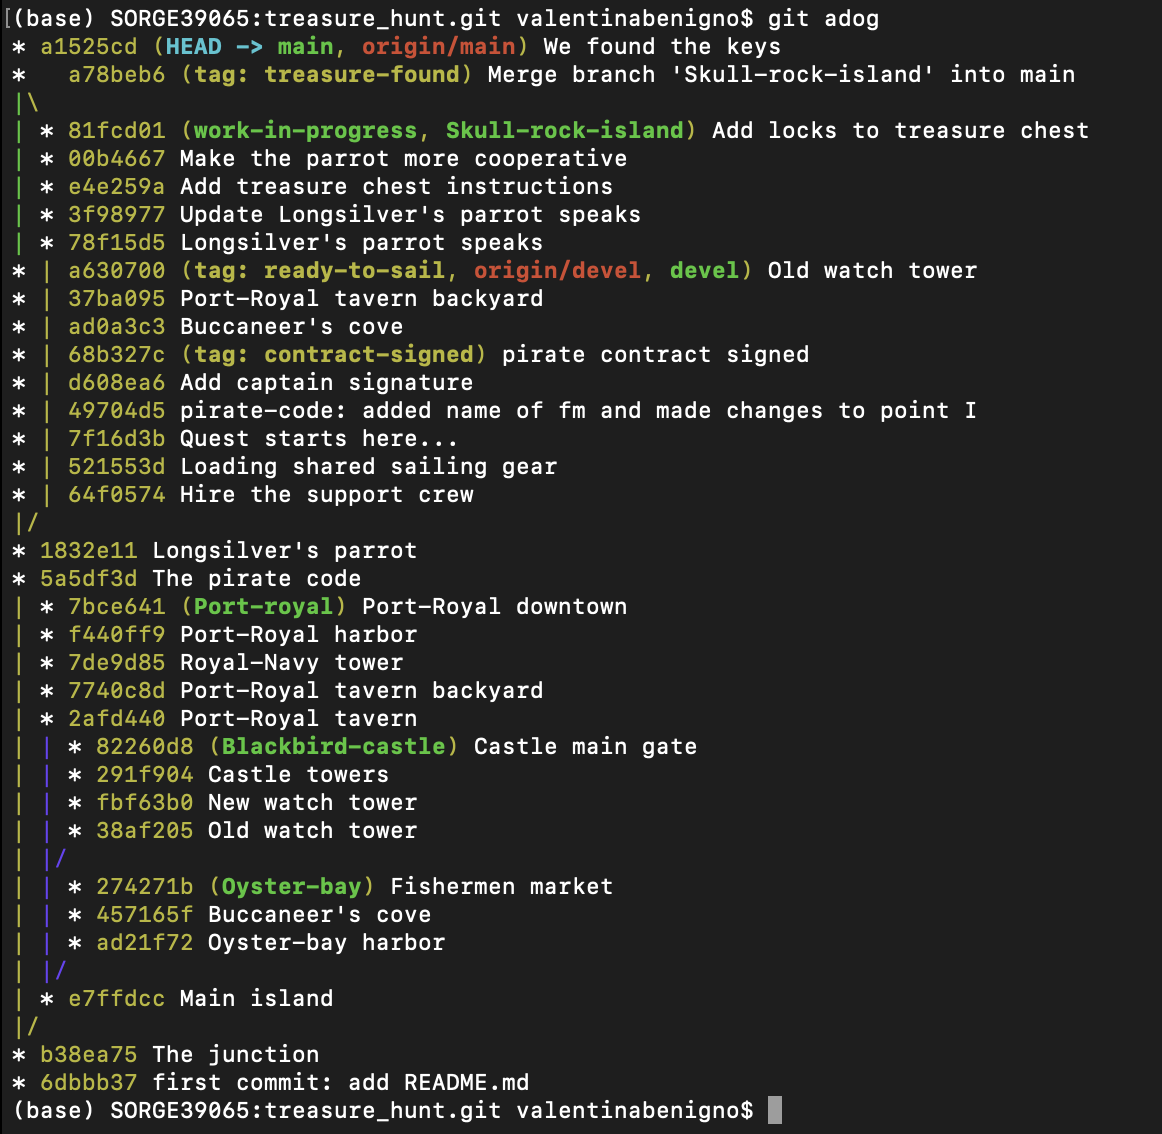 (base) SORGE39065:treasure_hunt.git valentinabenigno$ git adog
* a1525cd (HEAD -> main, origin/main) We found the keys
*   a78beb6 (tag: treasure-found) Merge branch 'Skull-rock-island' into main
|\
| * 81fcd01 (work-in-progress, Skull-rock-island) Add locks to treasure chest
| * 00b4667 Make the parrot more cooperative
| * e4e259a Add treasure chest instructions
| * 3f98977 Update Longsilver's parrot speaks
| * 78f15d5 Longsilver's parrot speaks
* | a630700 (tag: ready-to-sail, origin/devel, devel) Old watch tower
* | 37ba095 Port-Royal tavern backyard
* | ad0a3c3 Buccaneer's cove
* | 68b327c (tag: contract-signed) pirate contract signed
* | d608ea6 Add captain signature
* | 49704d5 pirate-code: added name of fm and made changes to point I
* | 7f16d3b Quest starts here...
* | 521553d Loading shared sailing gear
* | 64f0574 Hire the support crew
|/
* 1832e11 Longsilver's parrot
* 5a5df3d The pirate code
| * 7bce641 (Port-royal) Port-Royal downtown
| * f440ff9 Port-Royal harbor
| * 7de9d85 Royal-Navy tower
| * 7740c8d Port-Royal tavern backyard
| * 2afd440 Port-Royal tavern
| | * 82260d8 (Blackbird-castle) Castle main gate
| | * 291f904 Castle towers
| | * fbf63b0 New watch tower
| | * 38af205 Old watch tower
| |/
| | * 274271b (Oyster-bay) Fishermen market
| | * 457165f Buccaneer's cove
| | * ad21f72 Oyster-bay harbor
| |/
| * e7ffdcc Main island
|/
* b38ea75 The junction
* 6dbbb37 first commit: add README.md
(base) SORGE39065:treasure_hunt.git valentinabenigno$